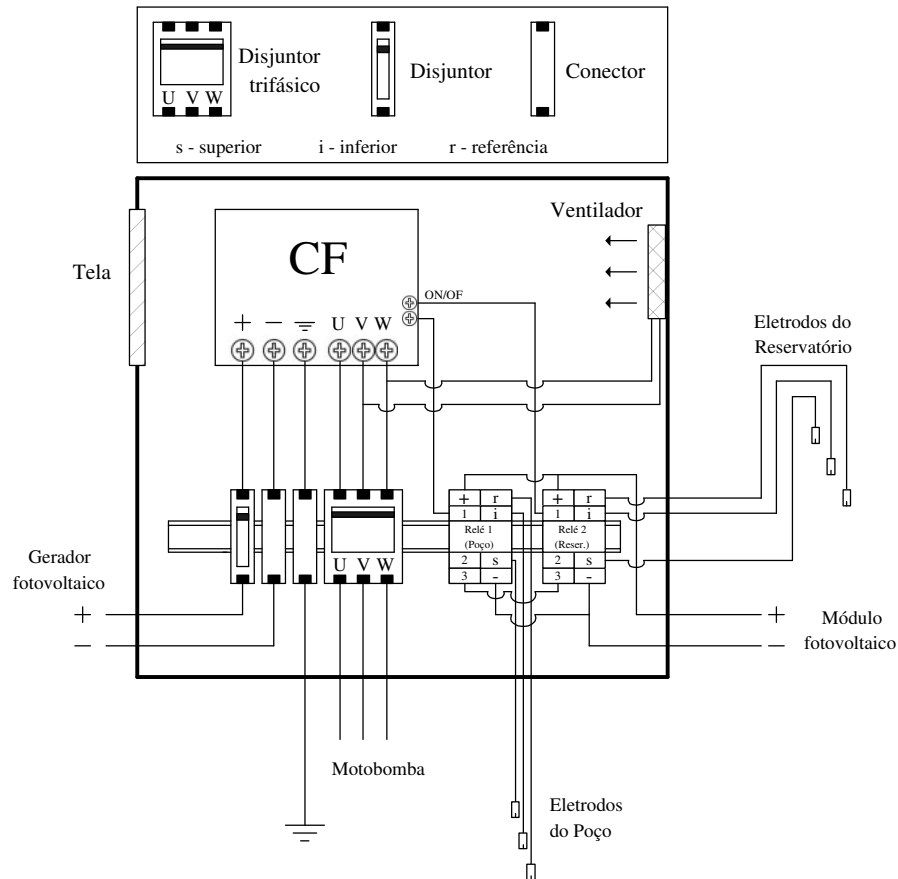 Disjuntor
trifásico
U V W
Disjuntor
Conector
s - superior
i - inferior
r - referência
Ventilador
Tela
CF
ON/OF
+ − U V W
Eletrodos do
Reservatório
+ r
1 i
Relé 1
(Poço)
2 s
3 -
+ r
1 i
Relé 2
(Reser.)
2 s
3 -
U V W
Gerador
fotovoltaico
+
−
+
−
Módulo
fotovoltaico
Motobomba
Eletrodos
do Poço